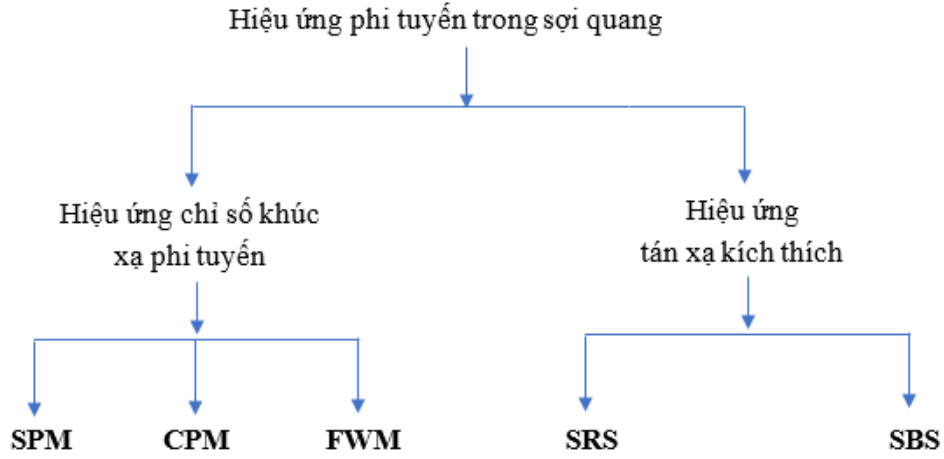 Hiệu ứng phi tuyến trong sợi quang
Hiệu ứng chỉ số khúc
xạ phi tuyến
Hiệu ứng
tán xạ kích thích
SPM
CPM
FWM
SRS
SBS